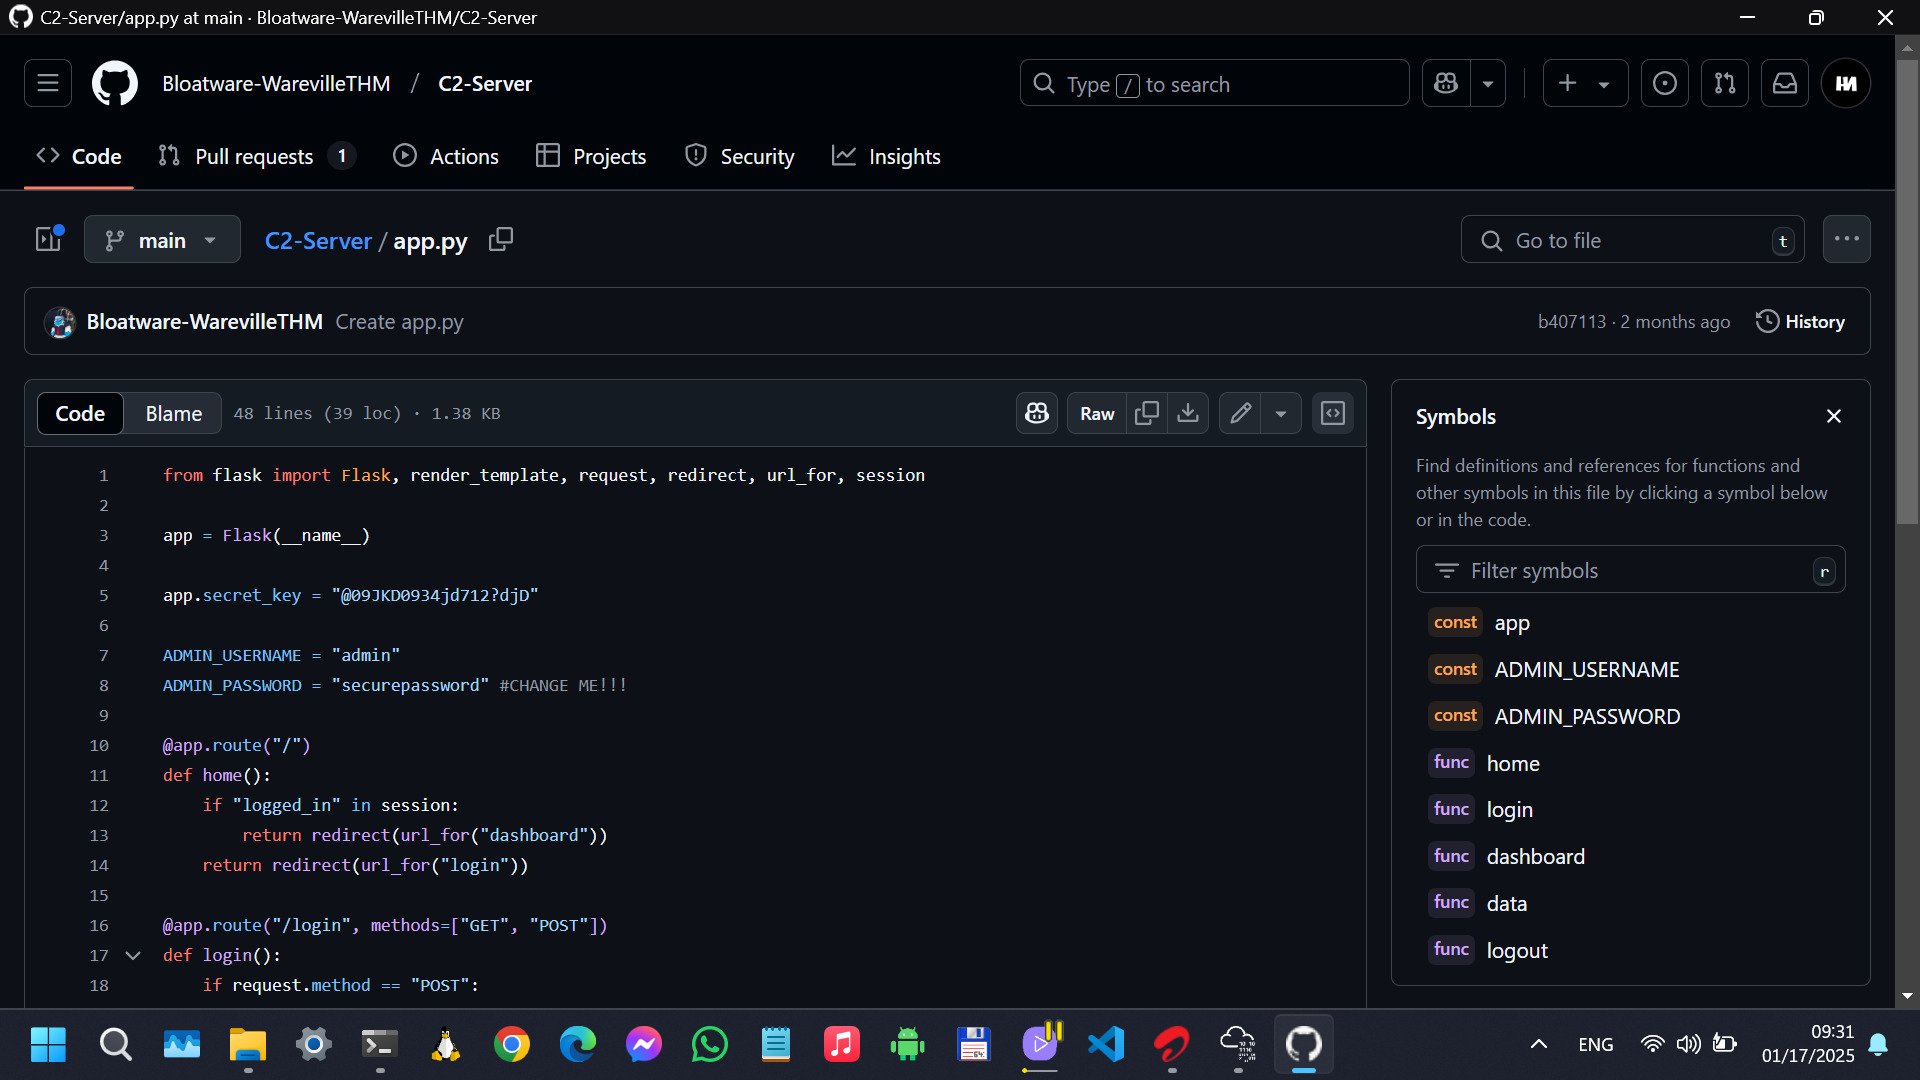 C2-Server/app.py at main · Bloatware-WarevilleTHM/C2-Server
Bloatware-WarevilleTHM / C2-Server
Type / to search
Code
Pull requests 1
Actions
Projects
Security
Insights
main
C2-Server / app.py
Go to file t
Bloatware-WarevilleTHM Create app.py
b407113 · 2 months ago
History
Code Blame 48 lines (39 loc) · 1.38 KB
Raw
1 from flask import Flask, render_template, request, redirect, url_for, session
2
3 app = Flask(__name__)
4
5 app.secret_key = "@09JKD0934jd712?djD"
6
7 ADMIN_USERNAME = "admin"
8 ADMIN_PASSWORD = "securepassword" #CHANGE ME!!!
9
10 @app.route("/")
11 def home():
12 if "logged_in" in session:
13 return redirect(url_for("dashboard"))
14 return redirect(url_for("login"))
15
16 @app.route("/login", methods=["GET", "POST"])
17 def login():
18 if request.method == "POST":
Symbols
Find definitions and references for functions and
other symbols in this file by clicking a symbol below
or in the code.
Filter symbols r
const app
const ADMIN_USERNAME
const ADMIN_PASSWORD
func home
func login
func dashboard
func data
func logout
ENG
09:31
01/17/2025